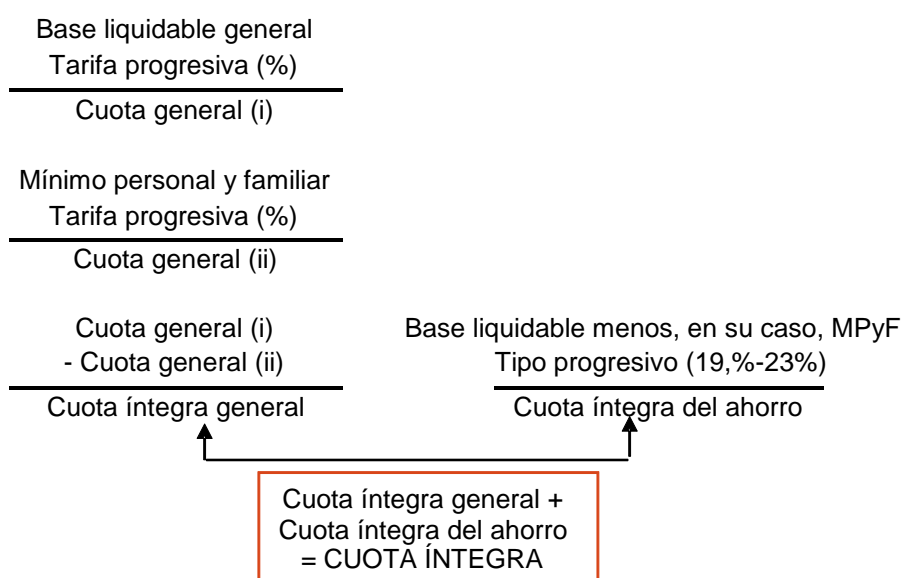 Base liquidable general
Tarifa progresiva (%)
Cuota general (i)
Mínimo personal y familiar
Tarifa progresiva (%)
Cuota general (ii)
Cuota general (i)
- Cuota general (ii)
Cuota íntegra general
Base liquidable menos, en su caso, MPyF
Tipo progresivo (19,%-23%)
Cuota íntegra del ahorro
Cuota íntegra general +
Cuota íntegra del ahorro
= CUOTA ÍNTEGRA